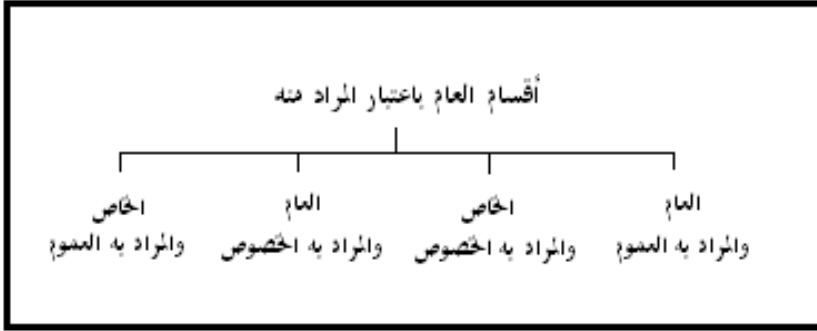 أقسام العام باعتبار المراد منه
العام
والمراد به العموم
الخاص
والمراد به الخصوص
العام
والمراد به الخصوص
الخاص
والمراد به العموم